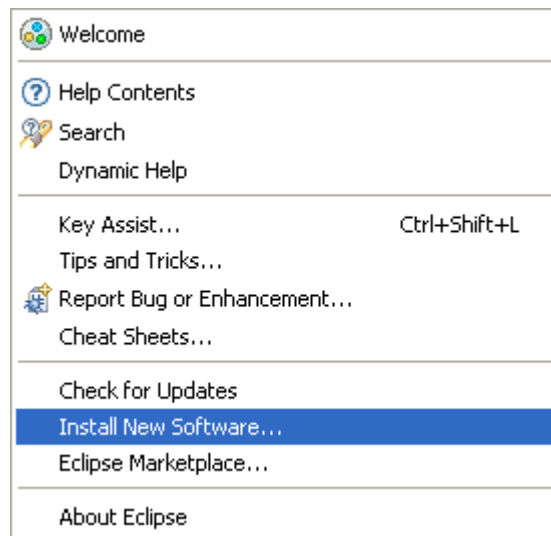 Welcome
Help Contents
Search
Dynamic Help
Key Assist... Ctrl+Shift+L
Tips and Tricks...
Report Bug or Enhancement...
Cheat Sheets...
Check for Updates
Install New Software...
Eclipse Marketplace...
About Eclipse